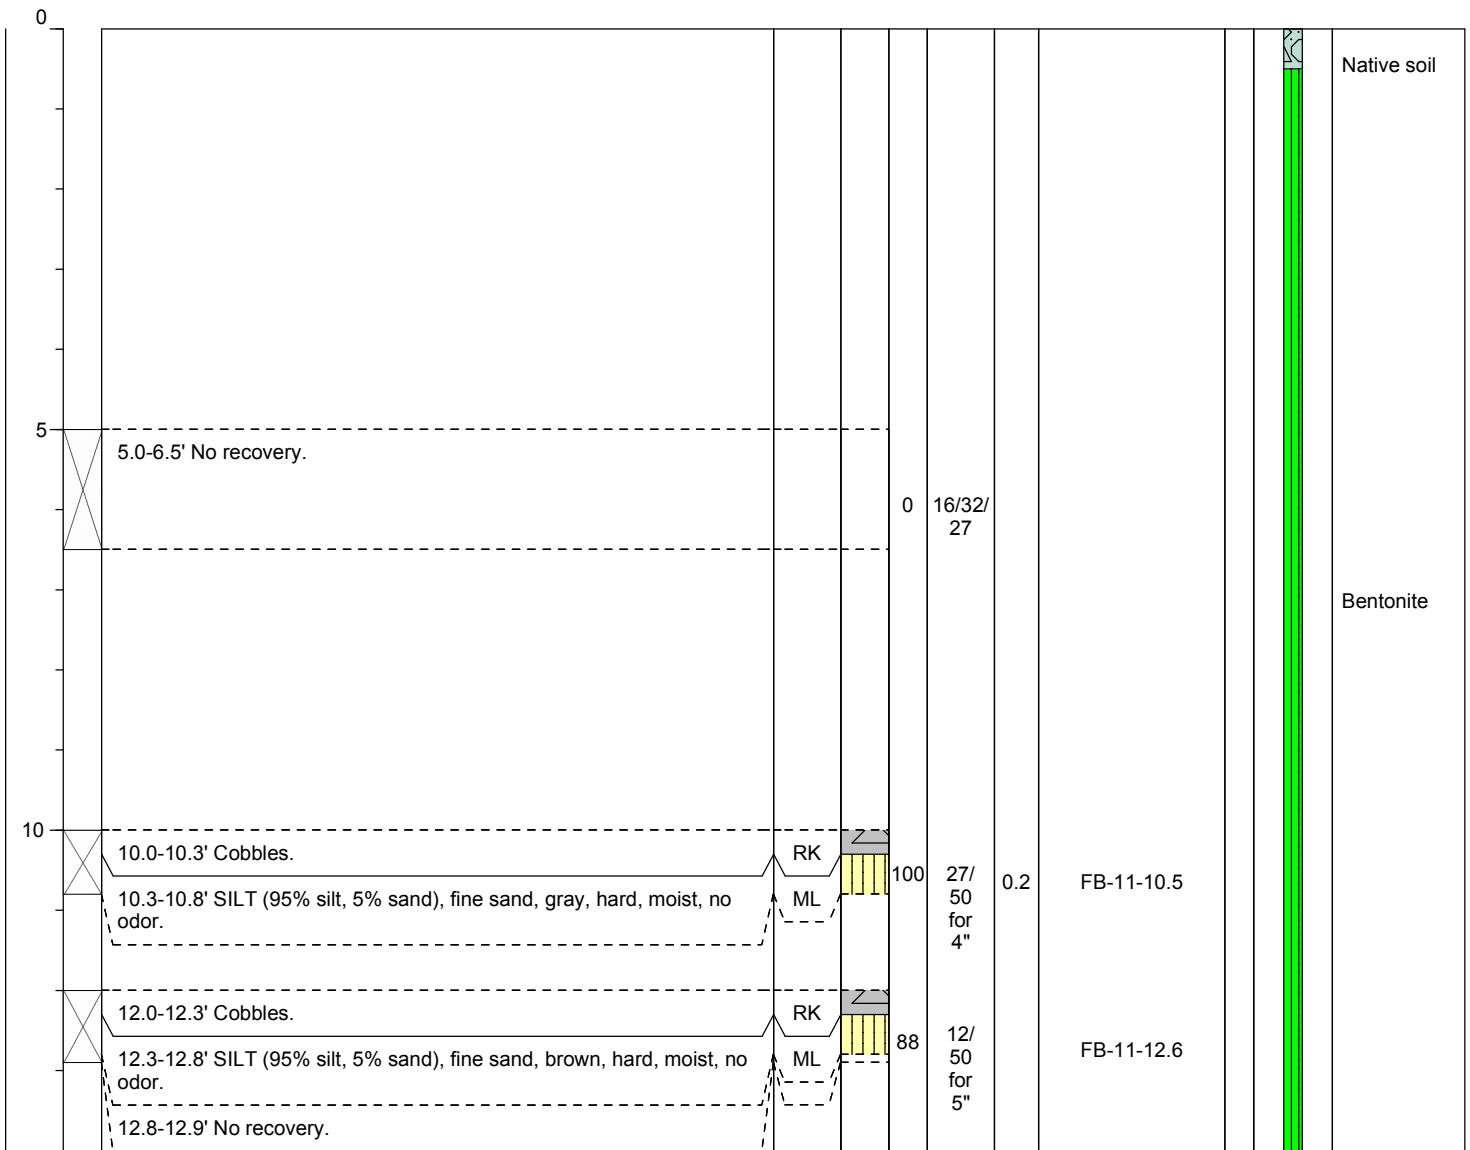 0
Native soil
5
5.0-6.5' No recovery.
0
16/32/
27
Bentonite
10
10.0-10.3' Cobbles.
RK
10.3-10.8' SILT (95% silt, 5% sand), fine sand, gray, hard, moist, no
odor.
ML
100
27/
50
for
4"
0.2
FB-11-10.5
12.0-12.3' Cobbles.
RK
12.3-12.8' SILT (95% silt, 5% sand), fine sand, brown, hard, moist, no
odor.
ML
88
12/
50
for
5"
FB-11-12.6
12.8-12.9' No recovery.